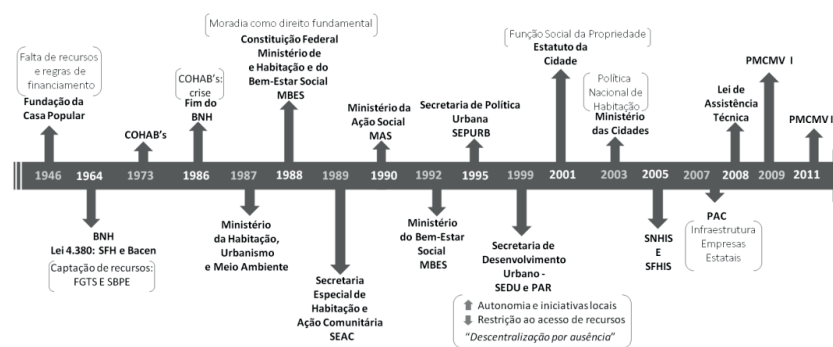 Falta de recursos
e regras de
financiamento
Fundação da
Casa Popular
COHAB's
COHAB's:
crise
Fim do
BNH
Moradia como direito fundamental
Constituição Federal
Ministério de
e Habitação e do
Bem-Estar Social
MBES
Ministério da
Ação Social
MAS
Secretaria de Política
Urbana
SEPURB
Função Social da Propriedade
Estatuto da
Cidade
Política
Nacional de
Habitação
Ministério
das Cidades
Lei de
Assistência
Técnica
PMCMV I
PMCMV I
1946 1964 1973 1986 1987 1988 1989 1990 1992 1995 1999 2001 2003 2005 2007 2008 2009 2011
BNH
Lei 4.380: SFH e Bacen
Captação de recursos:
FGTS E SBPE
Ministério
da Habitação,
Urbanismo
e Meio Ambiente
Secretaria
Especial de
Habitação e
Ação Comunitária
SEAC
Ministério
do Bem-Estar
Social
MBES
Secretaria de
Desenvolvimento
Urbano -
SEDU e PAR
Autonomia e iniciativas locais
Restrição ao acesso de recursos
"Descentralização por ausência"
SNHIS
E
SFHIS
PAC
Infraestrutura
Empresas
Estatais